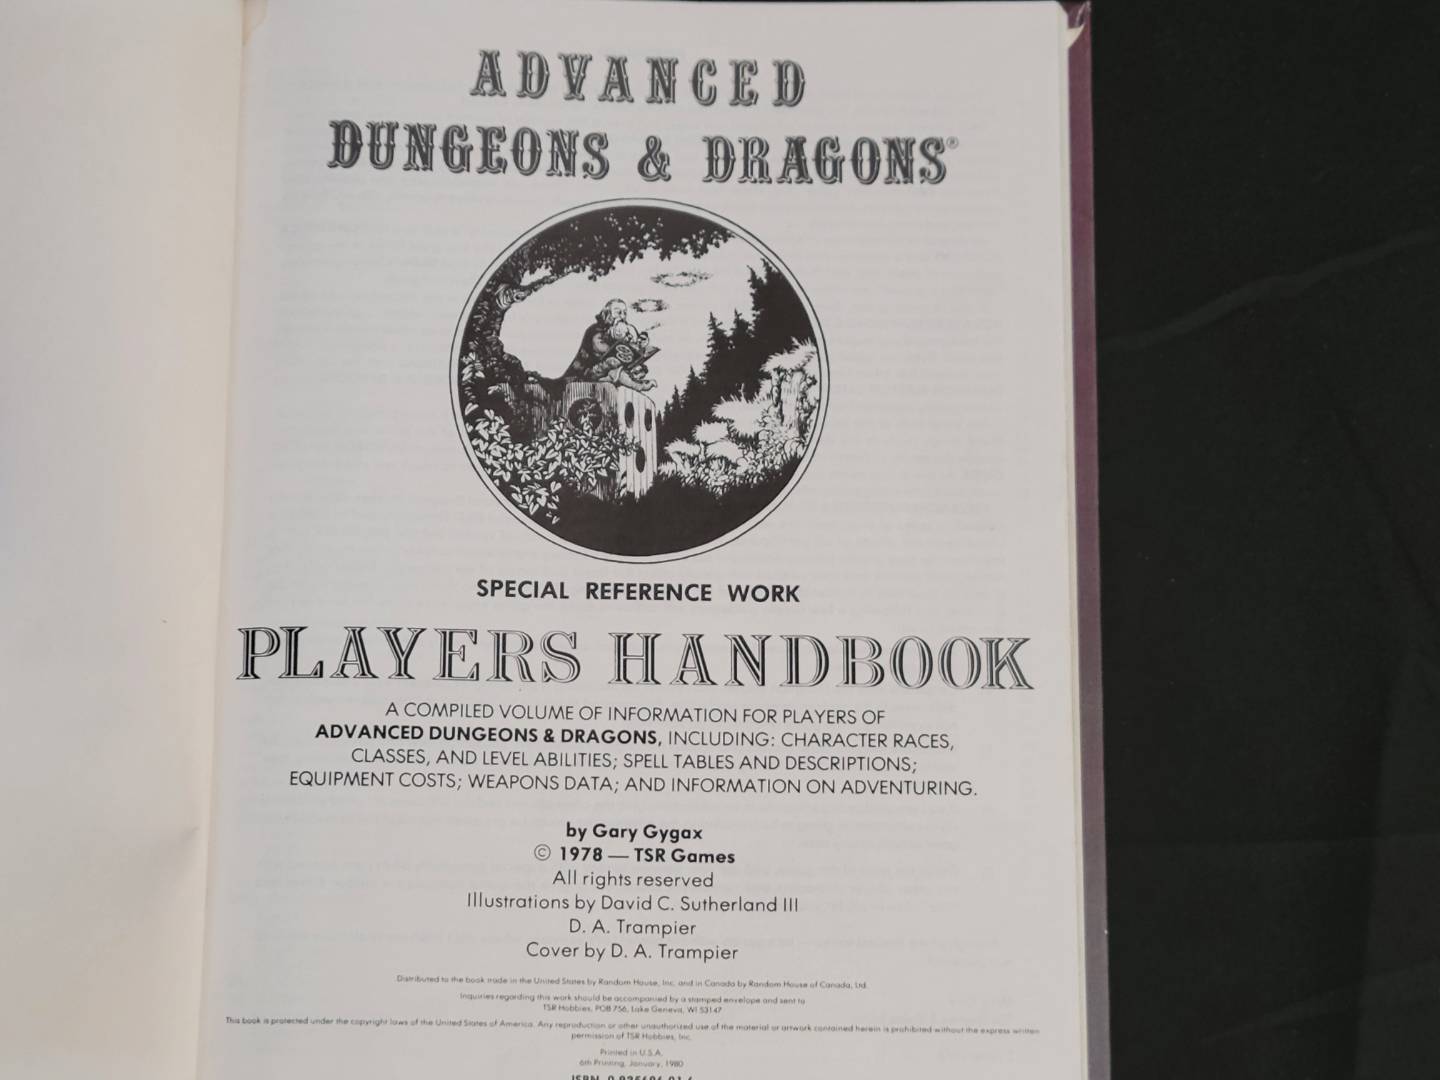 ADVANCED
DUNGEONS & DRAGONS®
SPECIAL REFERENCE WORK
PLAYERS HANDBOOK
A COMPILED VOLUME OF INFORMATION FOR PLAYERS OF
ADVANCED DUNGEONS & DRAGONS, INCLUDING: CHARACTER RACES,
CLASSES, AND LEVEL ABILITIES; SPELL TABLES AND DESCRIPTIONS;
EQUIPMENT COSTS; WEAPONS DATA; AND INFORMATION ON ADVENTURING.
by Gary Gygax
© 1978 — TSR Games
All rights reserved
Illustrations by David C. Sutherland III
D. A. Trampier
Cover by D. A. Trampier
Distributed to the book trade in the United States by Random House, Inc. and in Canada by Random House of Canada, Ltd.
Inquiries regarding this work should be accompanied by a stamped envelope and sent to
TSR Hobbies, POB 756, Lake Geneva, WI 53147
This book is protected under the copyright laws of the United States of America. Any reproduction or other unauthorized use of the material or artwork contained herein is prohibited without the express written
permission of TSR Hobbies, Inc.
Printed in U.S.A.
6th Printing, January, 1980
ISBN